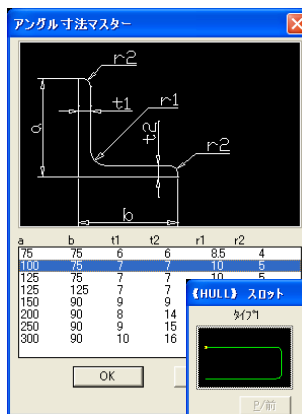 アングル寸法マスター
r2
t1
r1
a
t2
r2
b
a b t1 t2 r1 r2
75 75 6 6 8.5 4
100 75 7 7 10 5
125 75 7 7 10 5
125 125 7 7
150 90 9 9
200 90 8 14
250 90 9 15
300 90 10 16
OK
《HULL》 スロット
ﾀｲﾌﾟ1
P/前